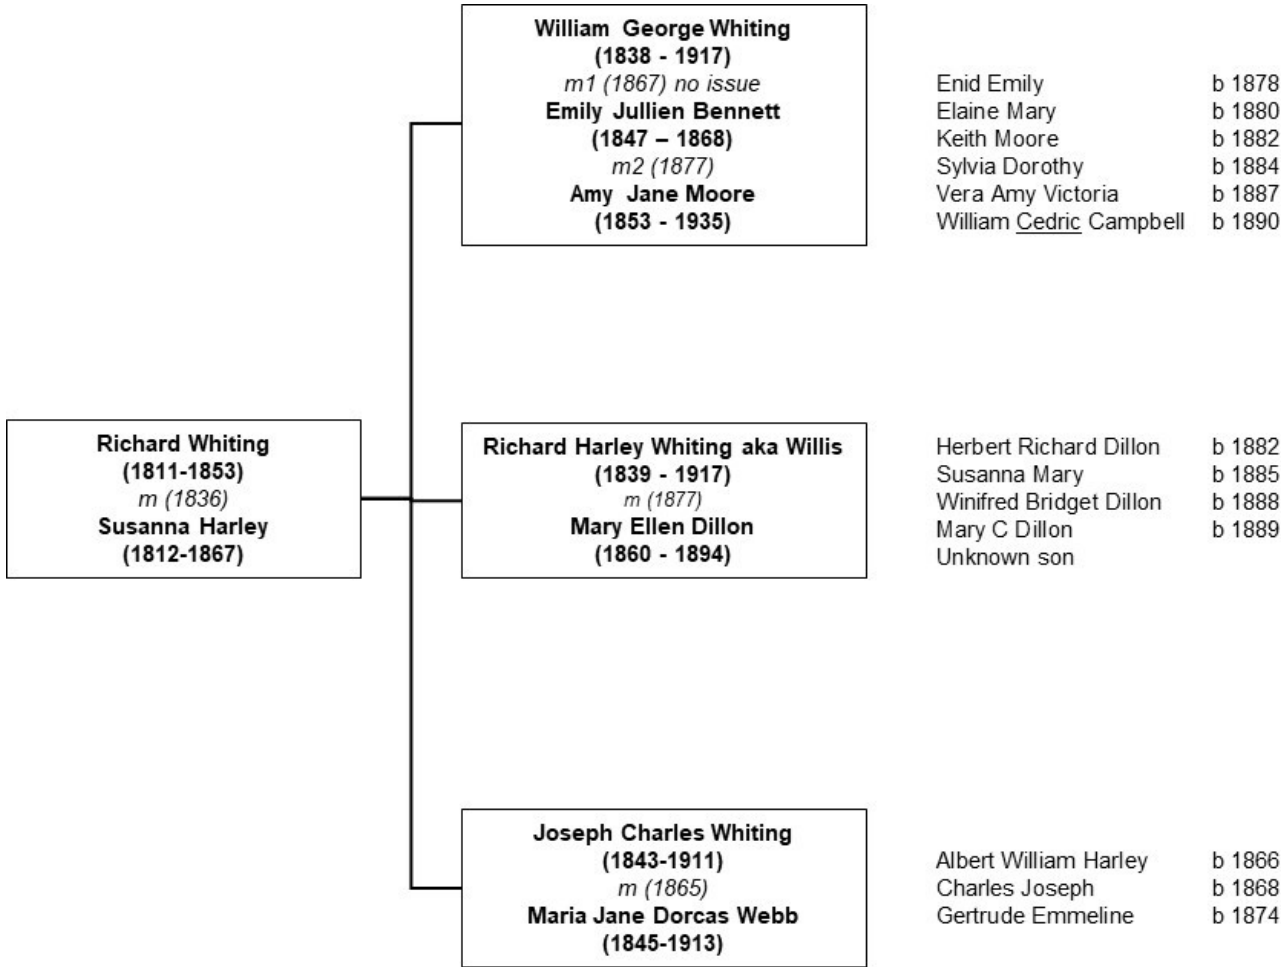 William George Whiting
(1838 - 1917)
m1 (1867) no issue
Emily Jullien Bennett
(1847 – 1868)
m2 (1877)
Amy Jane Moore
(1853 - 1935)
Enid Emily b 1878
Elaine Mary b 1880
Keith Moore b 1882
Sylvia Dorothy b 1884
Vera Amy Victoria b 1887
William Cedric Campbell b 1890
Richard Whiting
(1811-1853)
m (1836)
Susanna Harley
(1812-1867)
Richard Harley Whiting aka Willis
(1839 - 1917)
m (1877)
Mary Ellen Dillon
(1860 - 1894)
Herbert Richard Dillon b 1882
Susanna Mary b 1885
Winifred Bridget Dillon b 1888
Mary C Dillon b 1889
Unknown son
Joseph Charles Whiting
(1843-1911)
m (1865)
Maria Jane Dorcas Webb
(1845-1913)
Albert William Harley b 1866
Charles Joseph b 1868
Gertrude Emmeline b 1874